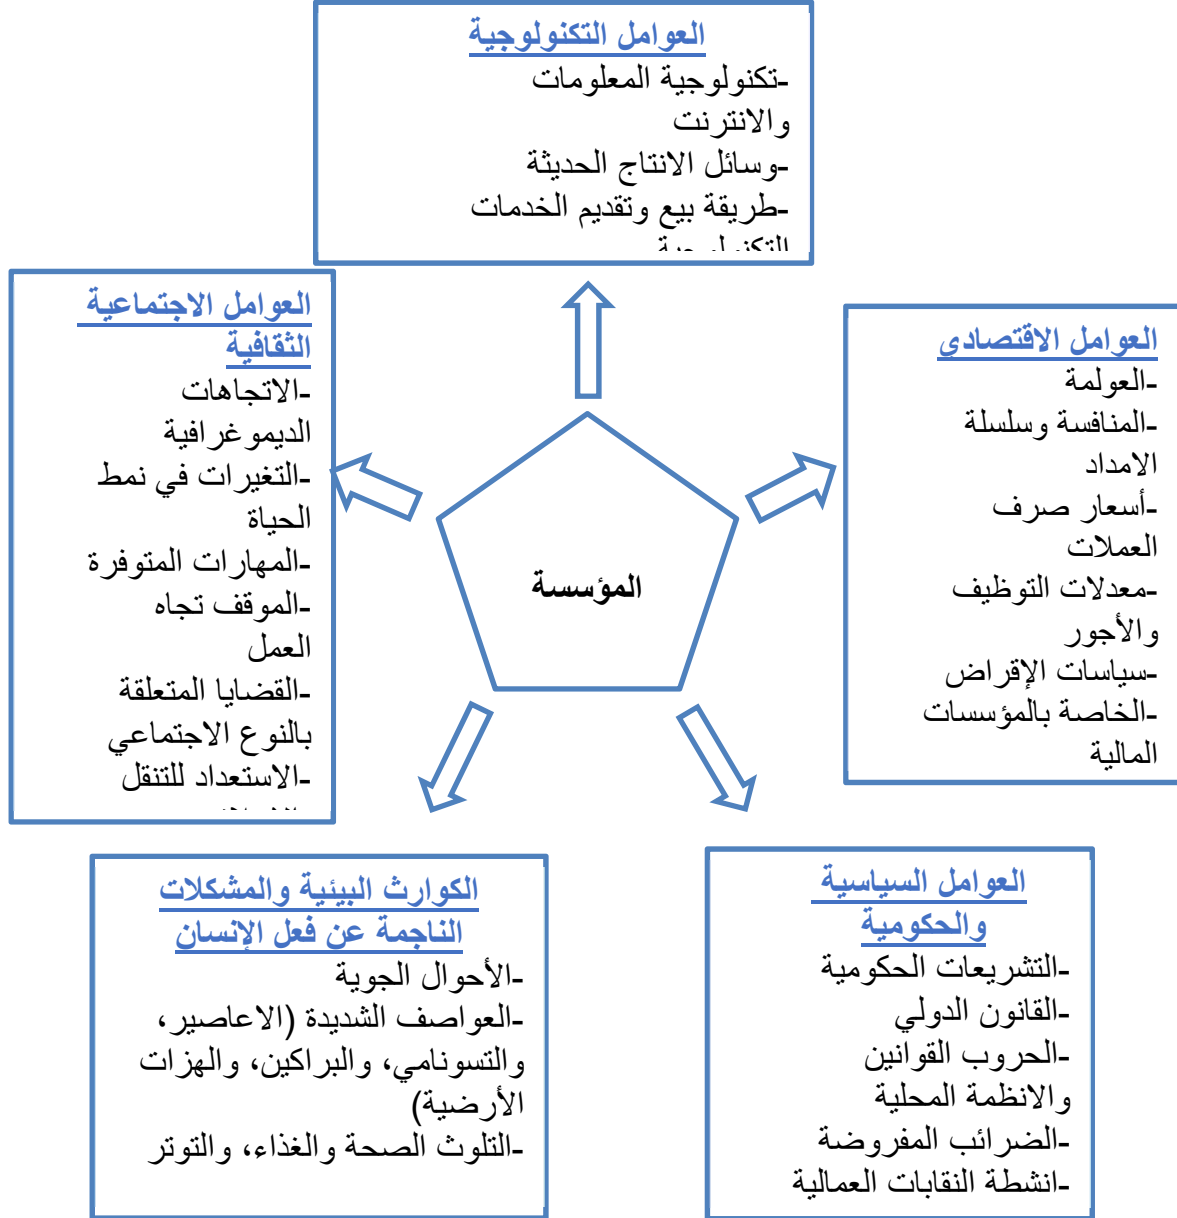 العوامل التكنولوجية
-تكنولوجية المعلومات
والانترنت
-وسائل الانتاج الحديثة
-طريقة بيع وتقديم الخدمات
العوامل الاقتصادي
-العولمة
-المنافسة وسلسلة
الامداد
-أسعار صرف
العملات
-معدلات التوظيف
والأجور
-سياسات الإقراض
-الخاصة بالمؤسسات
المالية
العوامل الاجتماعية
الثقافية
-الاتجاهات
الديموغرافية
-التغيرات في نمط
الحياة
-المهارات المتوفرة
-الموقف تجاه
العمل
-القضايا المتعلقة
بالنوع الاجتماعي
-الاستعداد للتنقل
المؤسسة
العوامل السياسية
والحكومية
-التشريعات الحكومية
-القانون الدولي
-الحروب القوانين
والانظمة المحلية
-الضرائب المفروضة
-انشطة النقابات العمالية
الكوارث البيئية والمشكلات
الناجمة عن فعل الإنسان
-الأحوال الجوية
-العواصف الشديدة (الاعاصير،
والتسونامي، والبراكين، والهزات
الأرضية)
-التلوث الصحة والغذاء، والتوتر